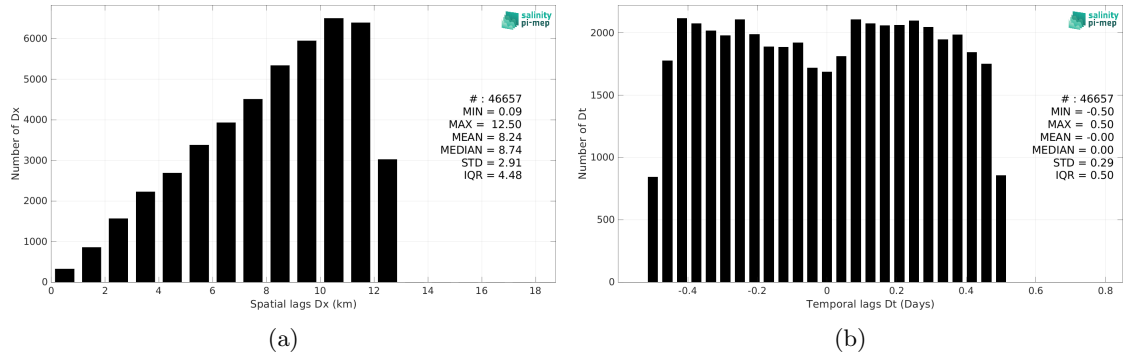 salinity
pi-mep
6000
5000
4000
3000
2000
1000
0
Number of Dx
# : 46657
MIN = 0.09
MAX = 12.50
MEAN = 8.24
MEDIAN = 8.74
STD = 2.91
IQR = 4.48
0 2 4 6 8 10 12 14 16 18
Spatial lags Dx (km)
(a)
salinity
pi-mep
2000
1500
1000
500
0
Number of Dt
# : 46657
MIN = -0.50
MAX = 0.50
MEAN = -0.00
MEDIAN = 0.00
STD = 0.29
IQR = 0.50
-0.4 -0.2 0 0.2 0.4 0.6 0.8
Temporal lags Dt (Days)
(b)